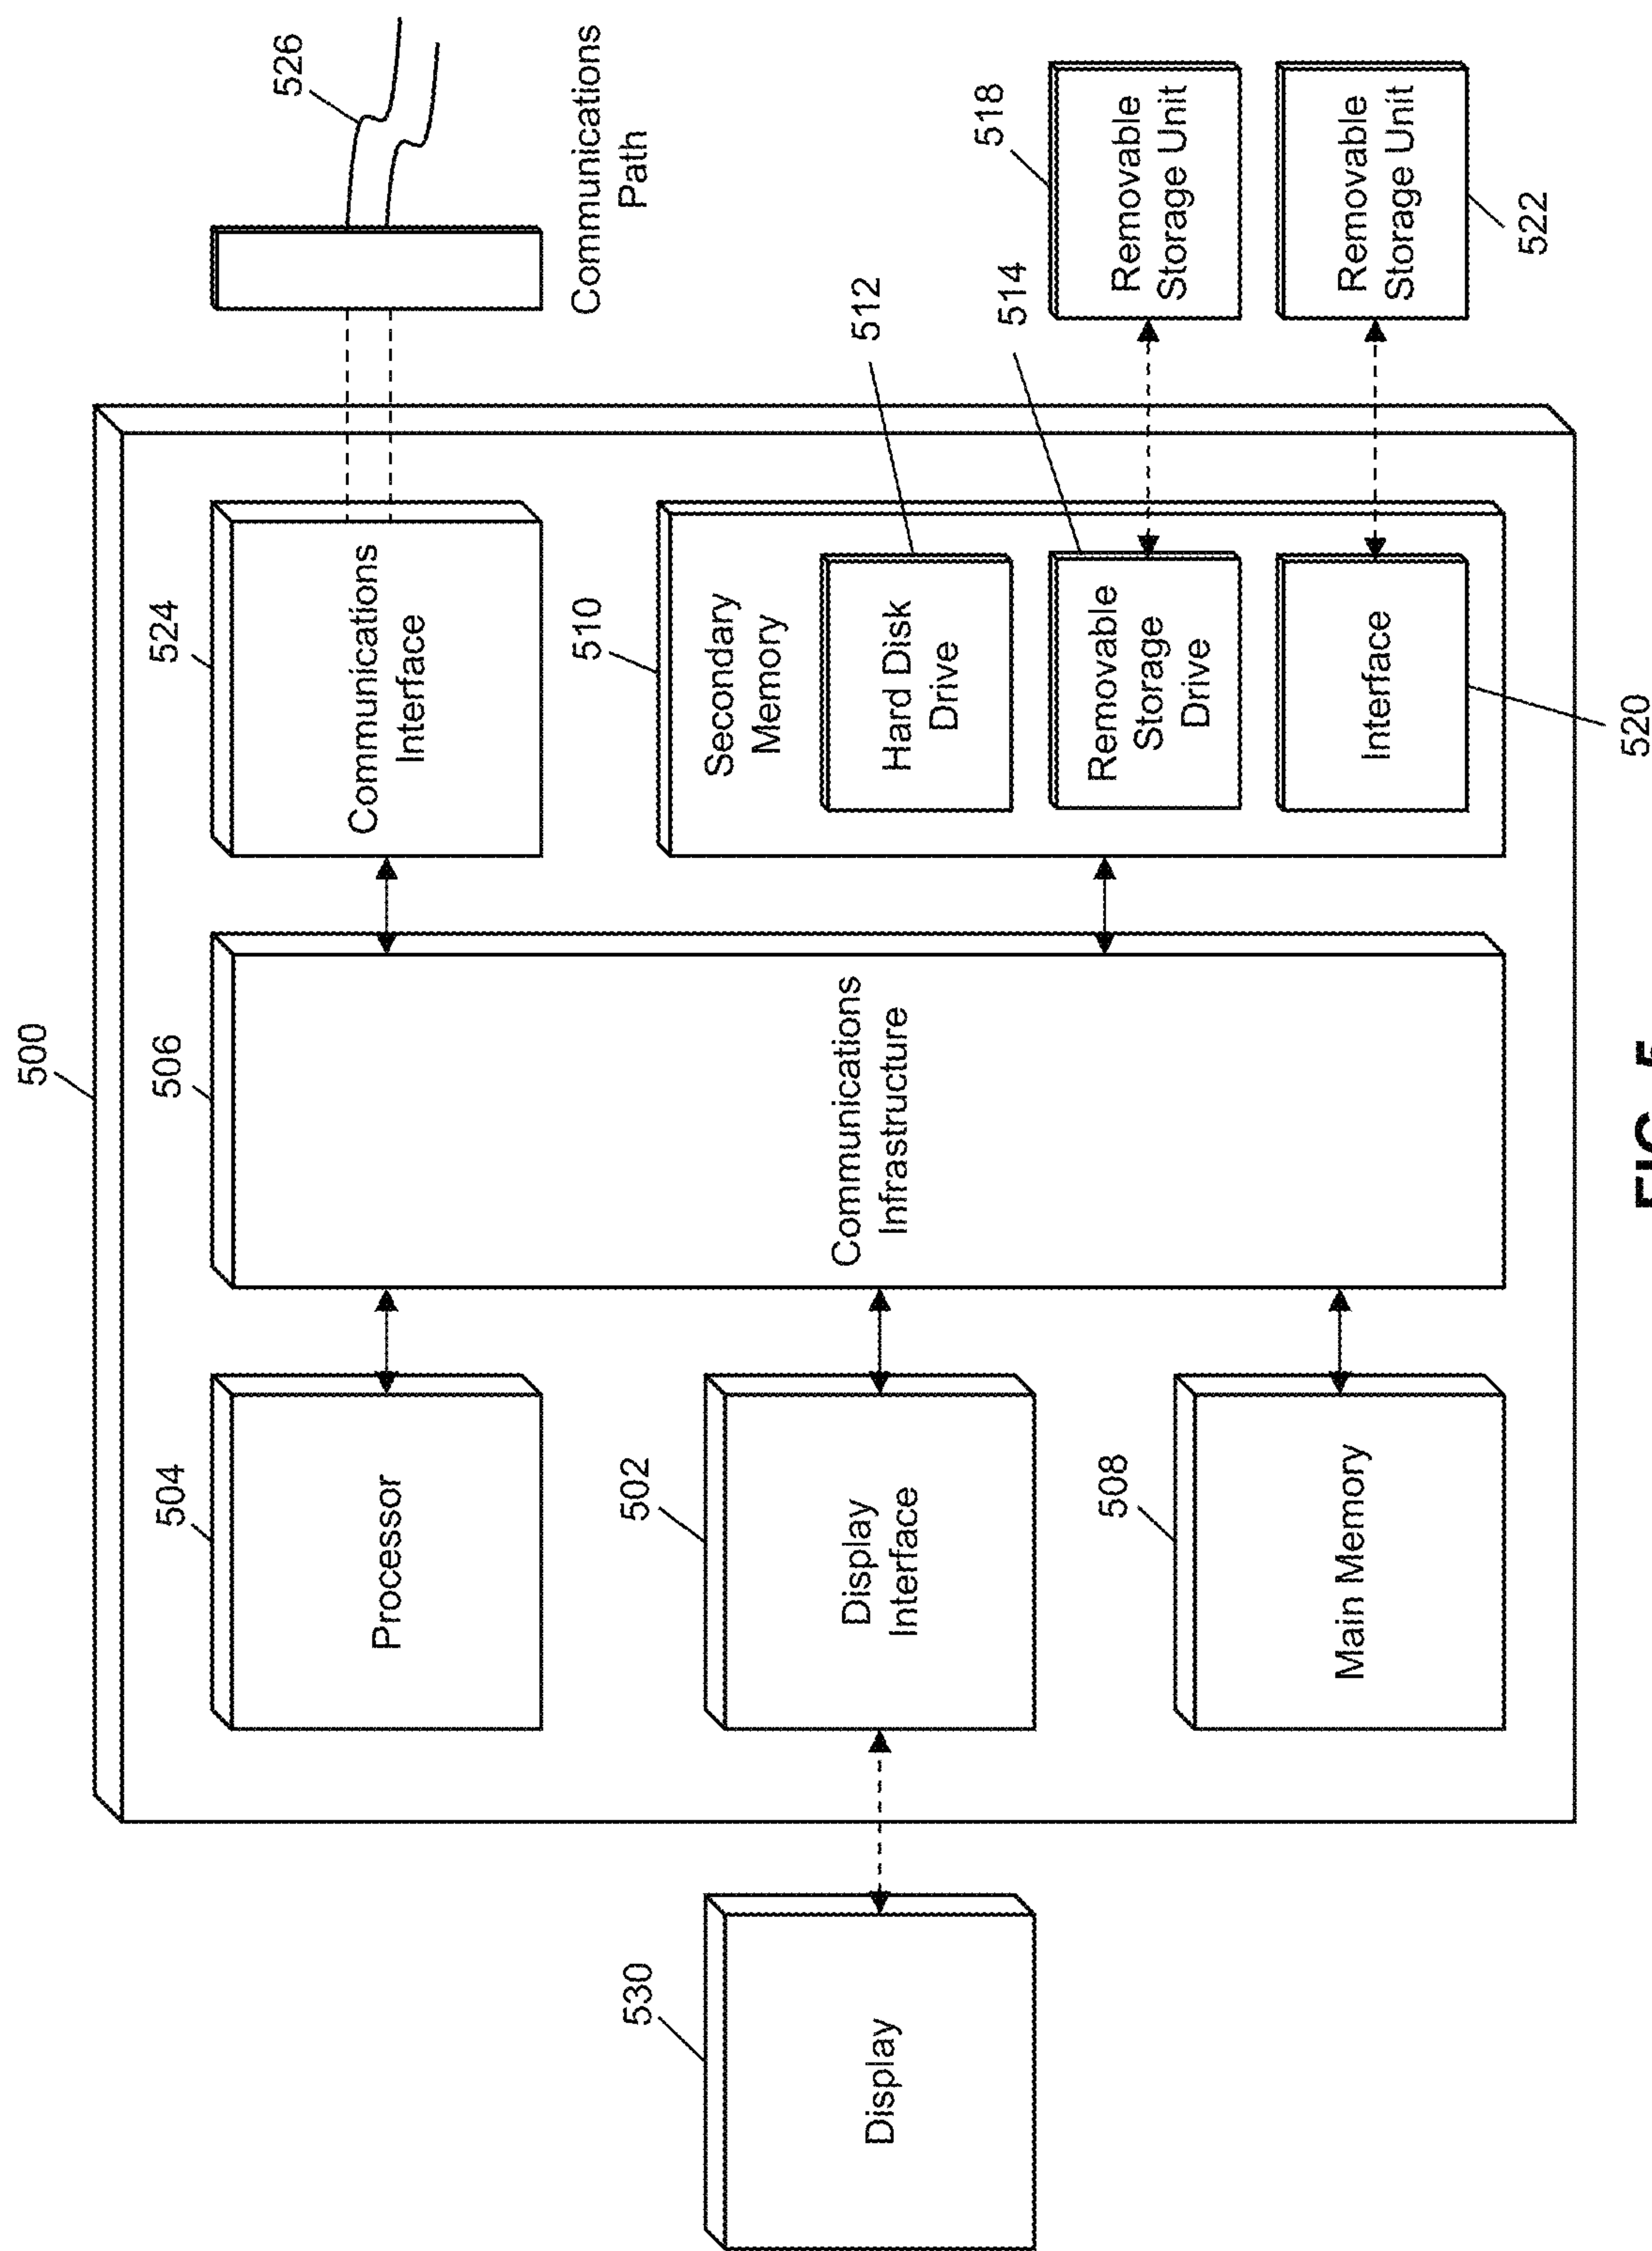 500
504
Processor
506
524
Communications
Interface
526
Communications
Path
530
Display
502
Display
Interface
Communications
Infrastructure
510
Secondary
Memory
512
Hard Disk
Drive
514
Removable
Storage
Drive
518
Removable
Storage Unit
508
Main Memory
Interface
520
Removable
Storage Unit
522
FIG. 5